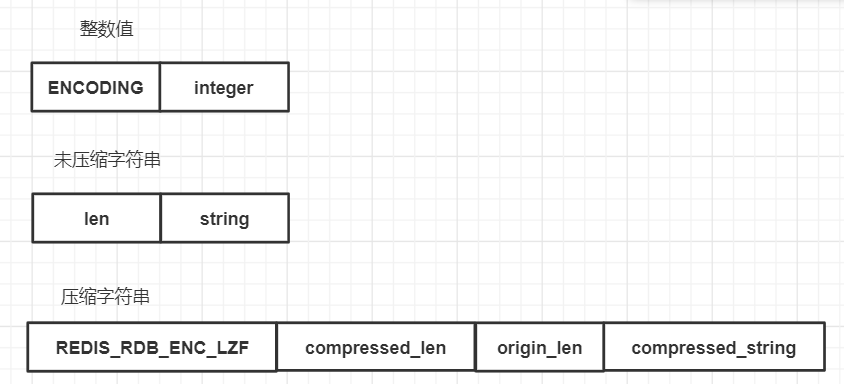 整数值
ENCODING integer
未压缩字符串
len string
压缩字符串
REDIS_RDB_ENC_LZF compressed_len origin_len compressed_string